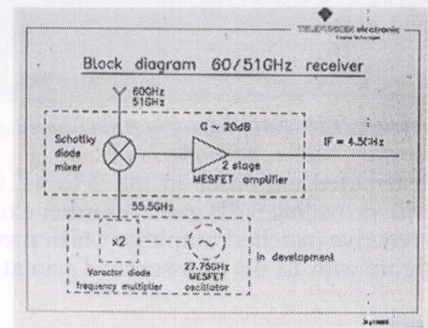 TELEFUNKEN electronic
Block diagram 60/51GHz receiver
60GHz
51GHz
Schottky
diode
mixer
G ~ 20dB
2 stage
MESFET amplifier
IF = 4.5GHz
55.5GHz
x2
Varactor diode
frequency multiplier
27.75GHz
MESFET
oscillator
in development